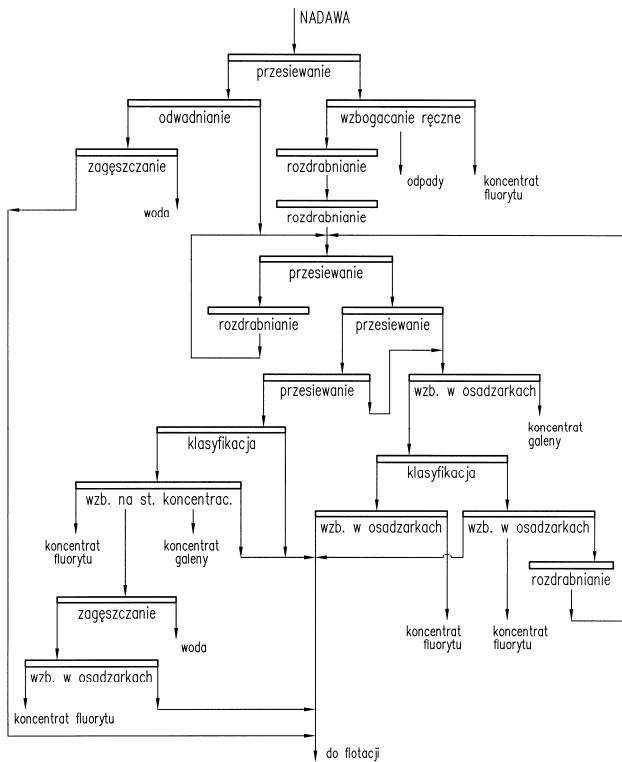 NADAWA
przesiewanie
odwadnianie
wzbogacanie ręczne
zagęszczanie
rozdrabnianie
odpady
koncentrat
fluorytu
woda
rozdrabnianie
przesiewanie
rozdrabnianie
przesiewanie
przesiewanie
wzb. w osadzarkach
koncentrat
galeny
klasyfikacja
klasyfikacja
wzb. na st. koncentrac.
wzb. w osadzarkach
wzb. w osadzarkach
koncentrat
fluorytu
koncentrat
galeny
rozdrabnianie
zagęszczanie
koncentrat
fluorytu
koncentrat
fluorytu
woda
wzb. w osadzarkach
koncentrat fluorytu
do flotacji